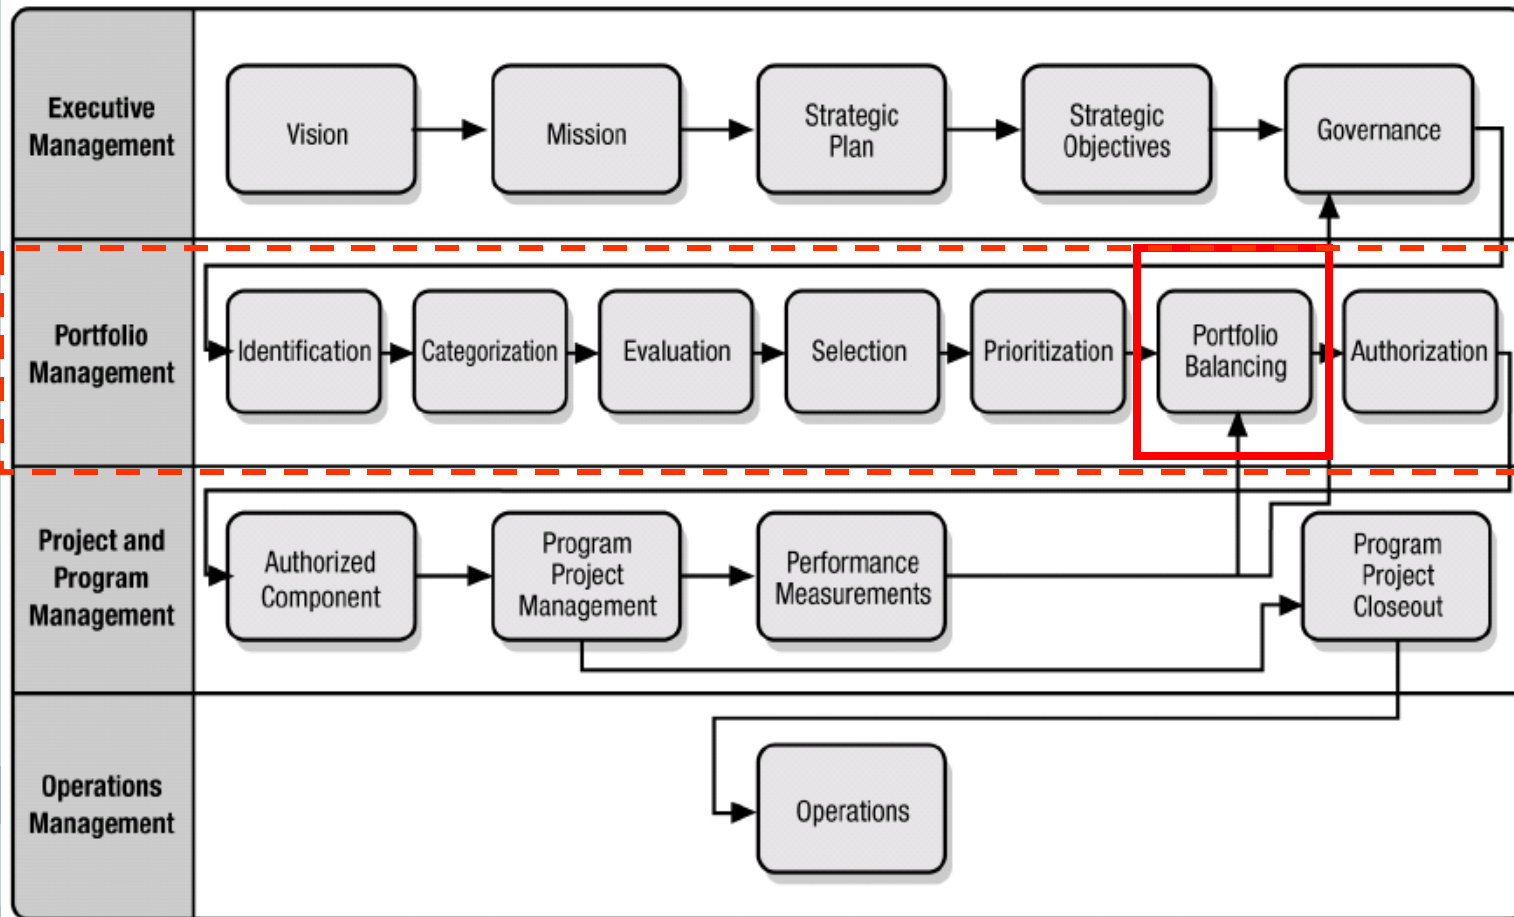 Executive
Management
Vision
Mission
Strategic
Plan
Strategic
Objectives
Governance
Portfolio
Management
Identification
Categorization
Evaluation
Selection
Prioritization
Portfolio
Balancing
Authorization
Project and
Program
Management
Authorized
Component
Program
Project
Management
Performance
Measurements
Program
Project
Closeout
Operations
Management
Operations